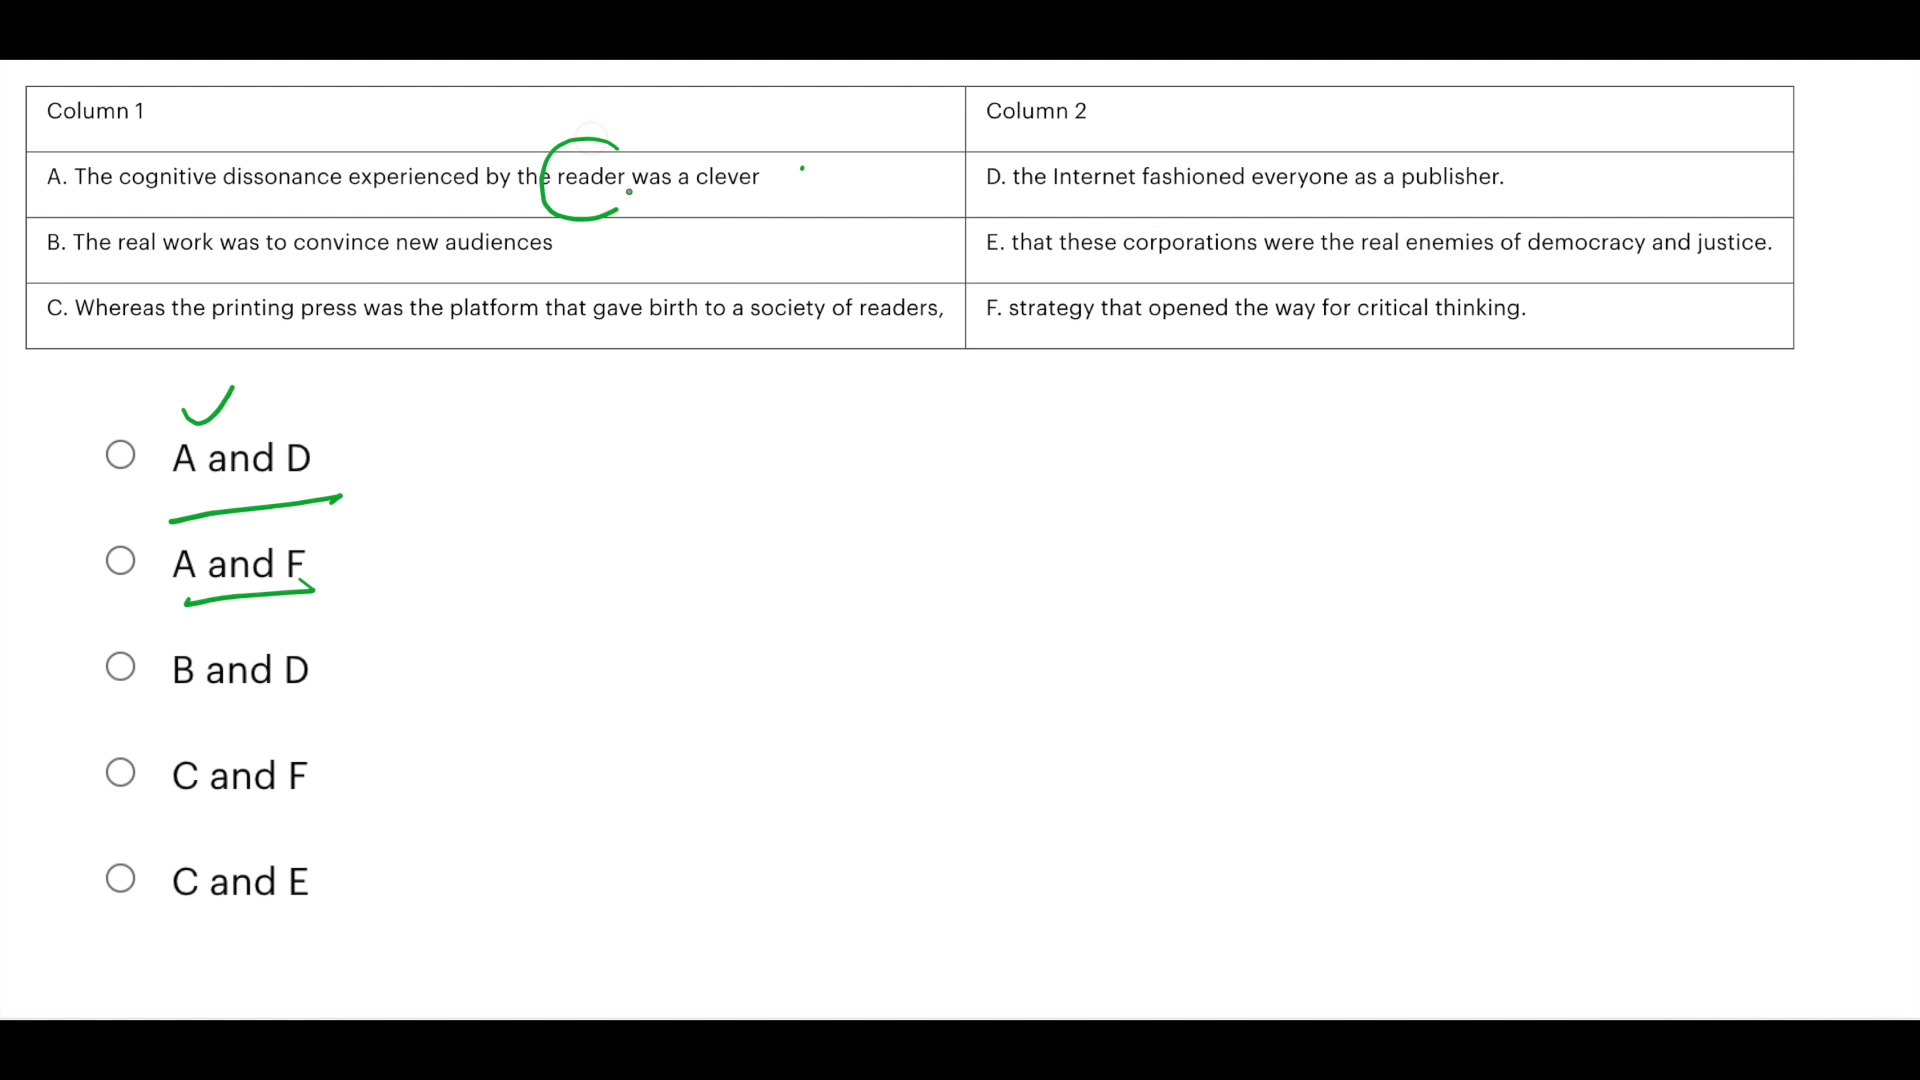 Column 1
Column 2
A. The cognitive dissonance experienced by the reader was a clever
D. the Internet fashioned everyone as a publisher.
B. The real work was to convince new audiences
E. that these corporations were the real enemies of democracy and justice.
C. Whereas the printing press was the platform that gave birth to a society of readers,
F. strategy that opened the way for critical thinking.
A and D
A and F
B and D
C and F
C and E